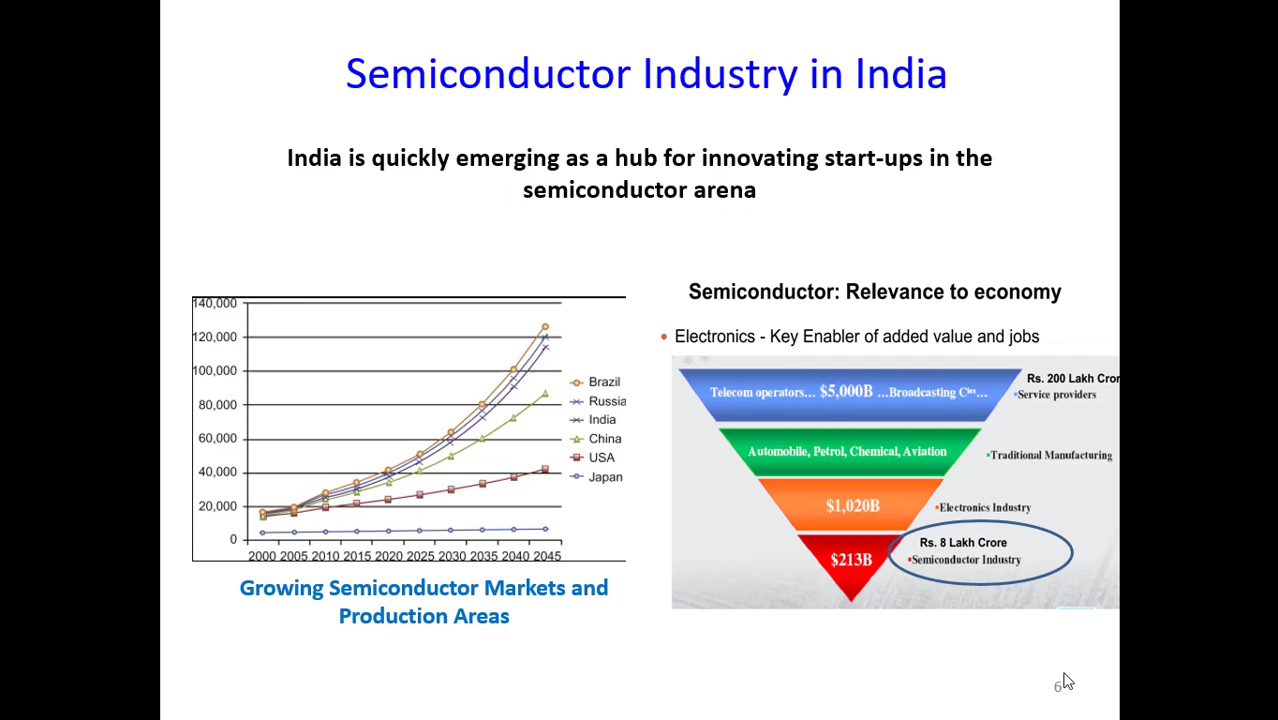 Semiconductor Industry in India
India is quickly emerging as a hub for innovating start-ups in the
semiconductor arena
140,000
120,000
100,000
80,000
60,000
40,000
20,000
0
2000 2005 2010 2015 2020 2025 2030 2035 2040 2045
Brazil
Russia
India
China
USA
Japan
Growing Semiconductor Markets and
Production Areas
Semiconductor: Relevance to economy
• Electronics - Key Enabler of added value and jobs
Telecom operators... $5,000B ...Broadcasting Cies...
Rs. 200 Lakh Cror
•Service providers
Automobile, Petrol, Chemical, Aviation
•Traditional Manufacturing
$1,020B
•Electronics Industry
Rs. 8 Lakh Crore
$213B
•Semiconductor Industry
6